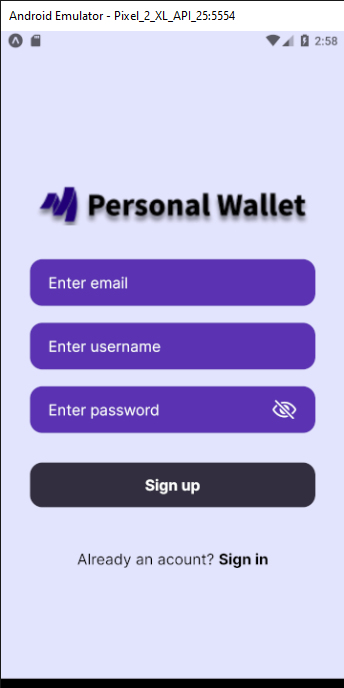 Android Emulator - Pixel_2_XL_API_25:5554
2:58
Personal Wallet
Enter email
Enter username
Enter password
Sign up
Already an acount? Sign in